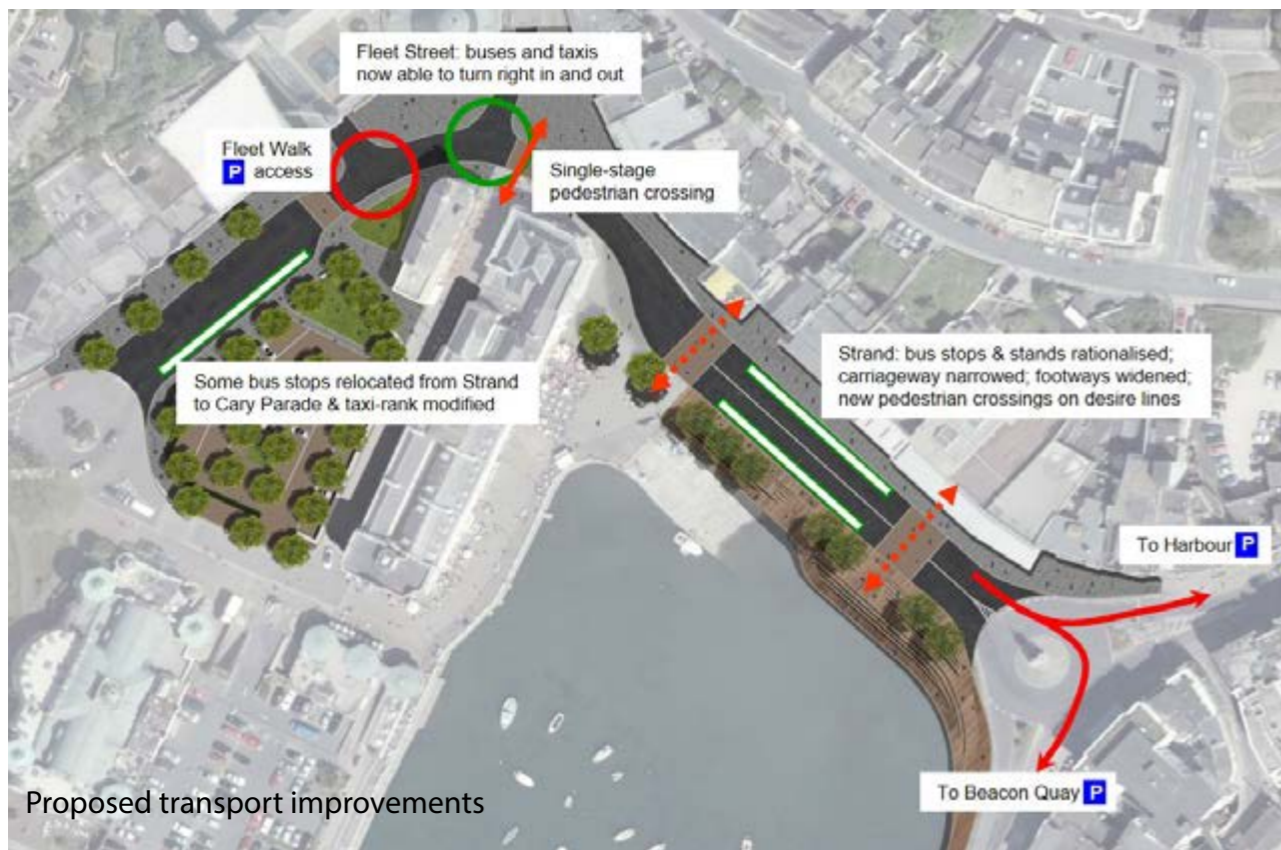 Fleet Street: buses and taxis
now able to turn right in and out
Fleet Walk
P access
Single-stage
pedestrian crossing
Strand: bus stops & stands rationalised;
carriageway narrowed; footways widened;
new pedestrian crossings on desire lines
Some bus stops relocated from Strand
to Cary Parade & taxi-rank modified
To Harbour P
To Beacon Quay P
Proposed transport improvements